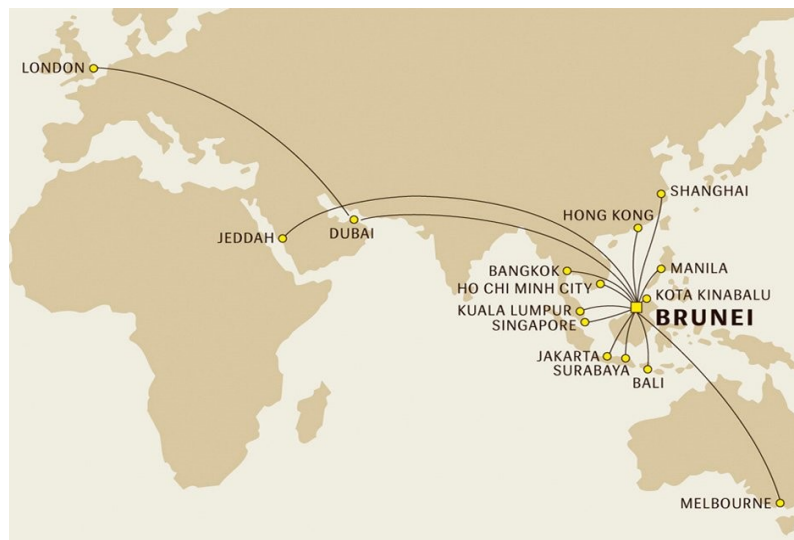 LONDON
SHANGHAI
HONG KONG
JEDDAH
DUBAI
BANGKOK
MANILA
HO CHI MINH CITY
KOTA KINABALU
KUALA LUMPUR
BRUNEI
SINGAPORE
JAKARTA
SURABAYA
BALI
MELBOURNE